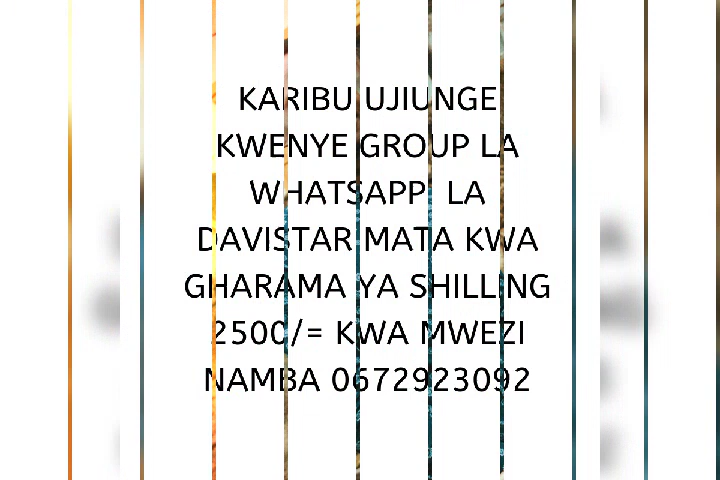 KARIBU UJIUNGE
KWENYE GROUP LA
WHATSAPP  LA
DAVISTAR MATA KWA
GHARAMA YA SHILLING
2500/= KWA MWEZI
NAMBA 0672923092